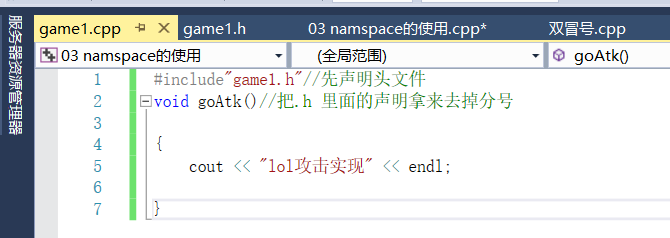 服务器资源管理器
game1.cpp game1.h 03 namspace的使用.cpp* 双冒号.cpp
03 namspace的使用 (全局范围) goAtk()
1 #include"game1.h"//先声明头文件
2 void goAtk()//把.h 里面的声明拿来去掉分号
3
4 {
5 cout << "lol攻击实现" << endl;
6
7 }